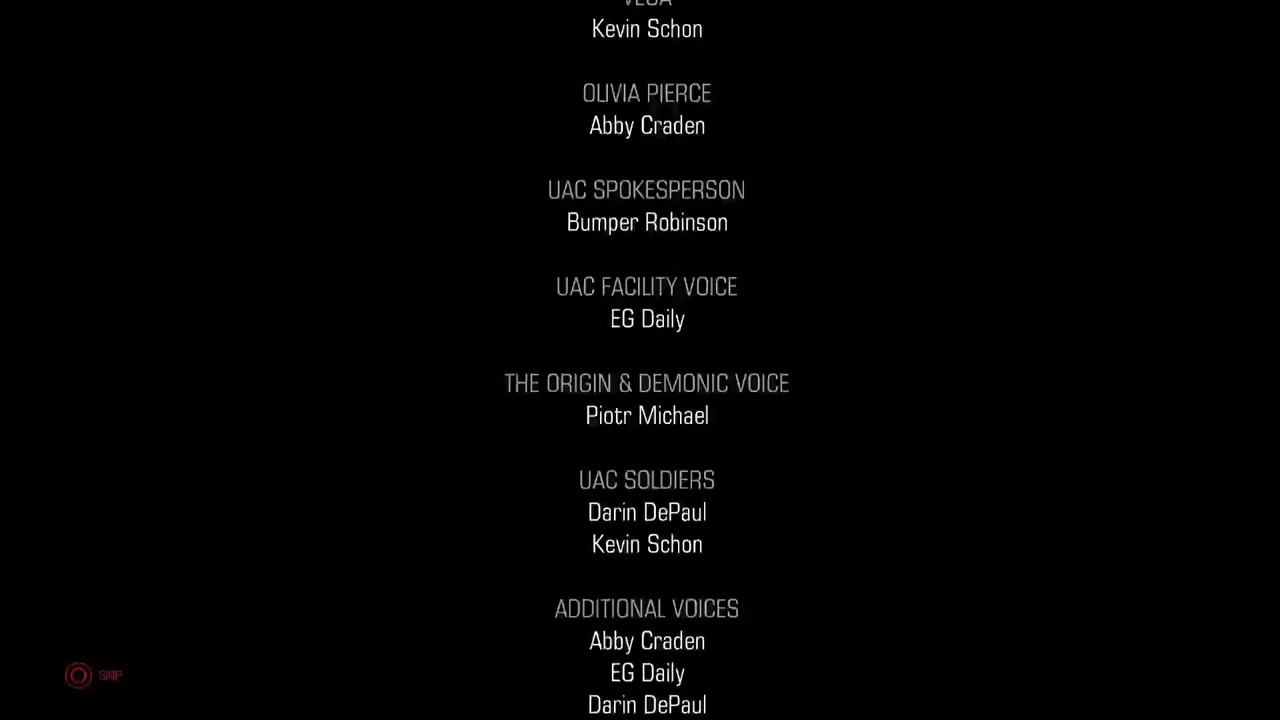 VEGA
Kevin Schon
OLIVIA PIERCE
Abby Craden
UAC SPOKESPERSON
Bumper Robinson
UAC FACILITY VOICE
EG Daily
THE ORIGIN & DEMONIC VOICE
Piotr Michael
UAC SOLDIERS
Darin DePaul
Kevin Schon
ADDITIONAL VOICES
Abby Craden
EG Daily
Darin DePaul